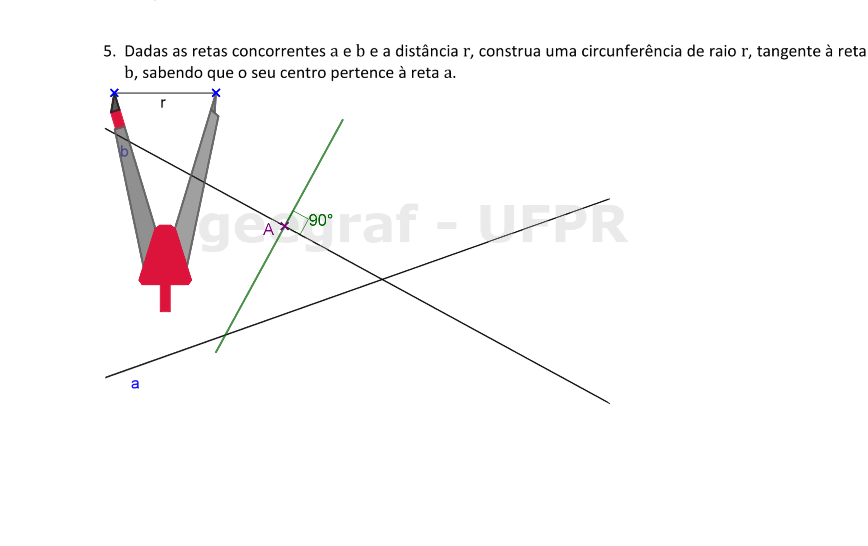 5. Dadas as retas concorrentes a e b e a distância r, construa uma circunferência de raio r, tangente à reta
b, sabendo que o seu centro pertence à reta a.
r
b
geograf - UFPR
90°
A
a